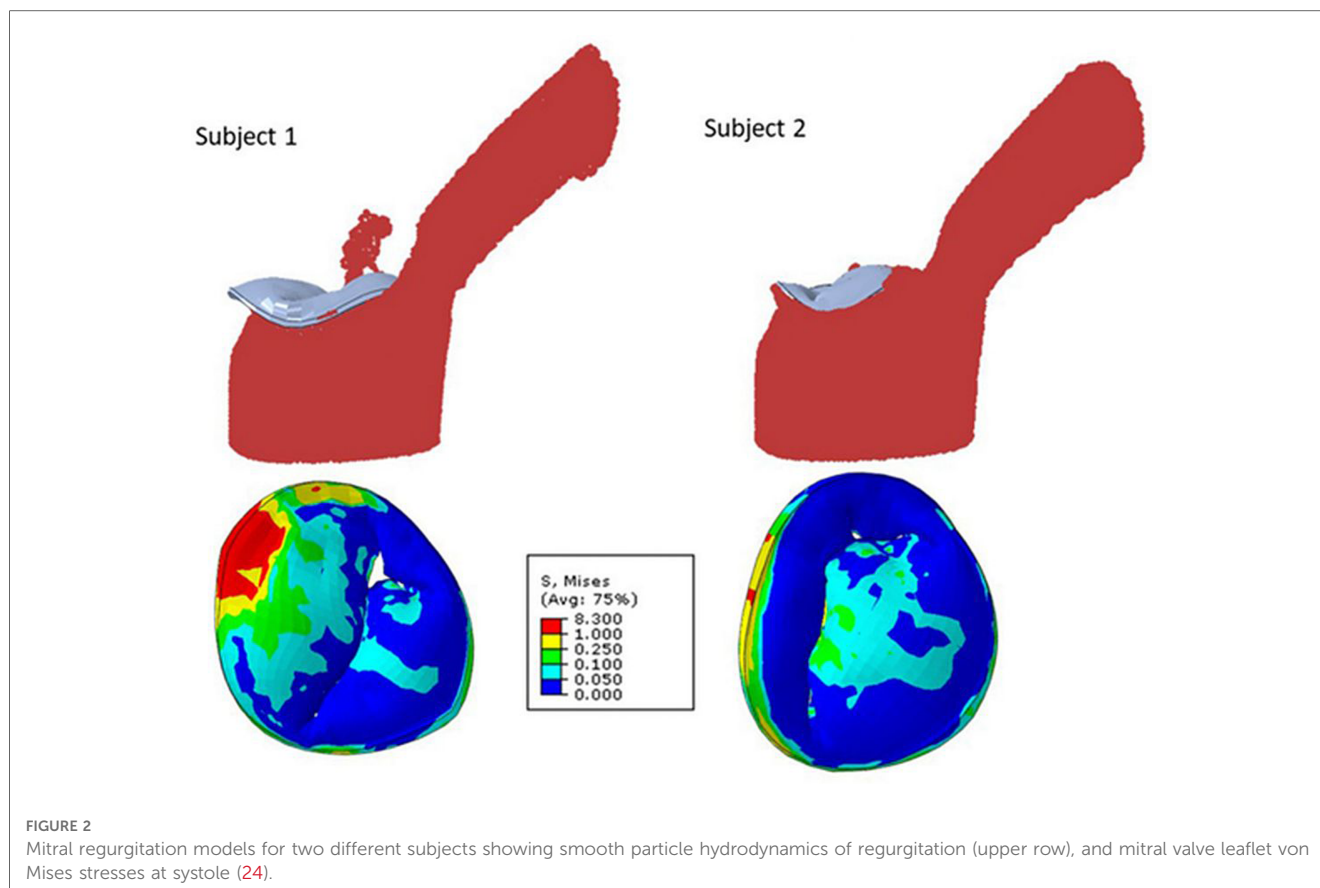 Subject 1
Subject 2
S, Mises
(Avg: 75%)
8.300
1.000
0.250
0.100
0.050
0.000
FIGURE 2
Mitral regurgitation models for two different subjects showing smooth particle hydrodynamics of regurgitation (upper row), and mitral valve leaflet von
Mises stresses at systole (24).